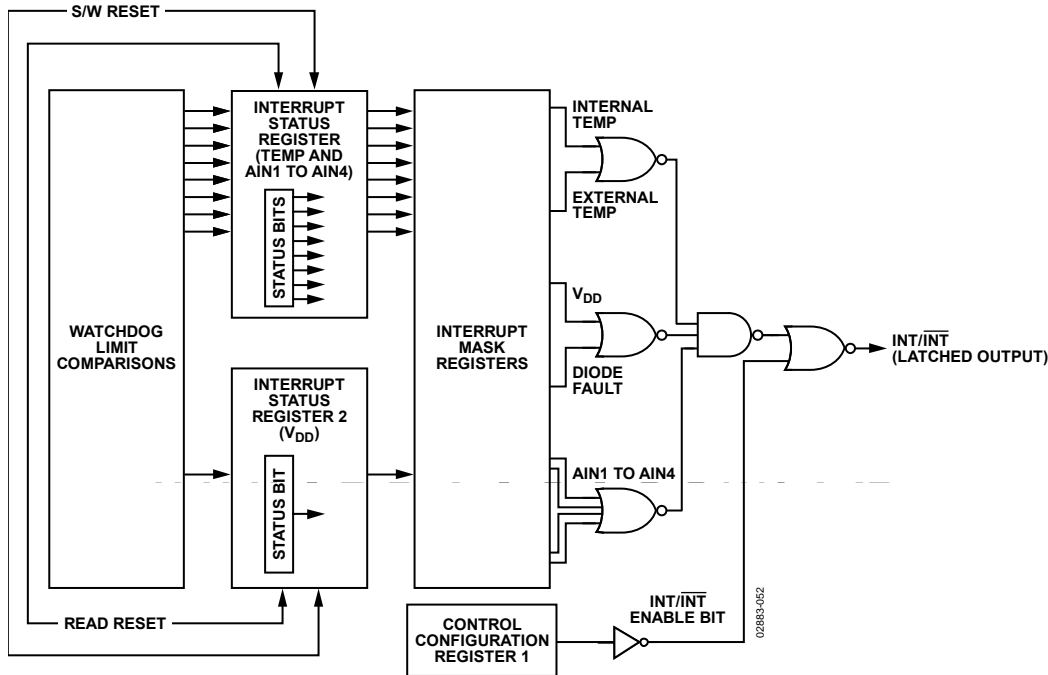 S/W RESET
INTERRUPT
STATUS
REGISTER
(TEMP AND
AIN1 TO AIN4)
STATUS BITS
INTERNAL
TEMP
EXTERNAL
TEMP
WATCHDOG
LIMIT
COMPARISONS
INTERRUPT
MASK
REGISTERS
VDD
DIODE
FAULT
INT/INT
(LATCHED OUTPUT)
INTERRUPT
STATUS
REGISTER 2
(VDD)
STATUS BIT
AIN1 TO AIN4
READ RESET
CONTROL
CONFIGURATION
REGISTER 1
INT/INT
ENABLE BIT
02883-052